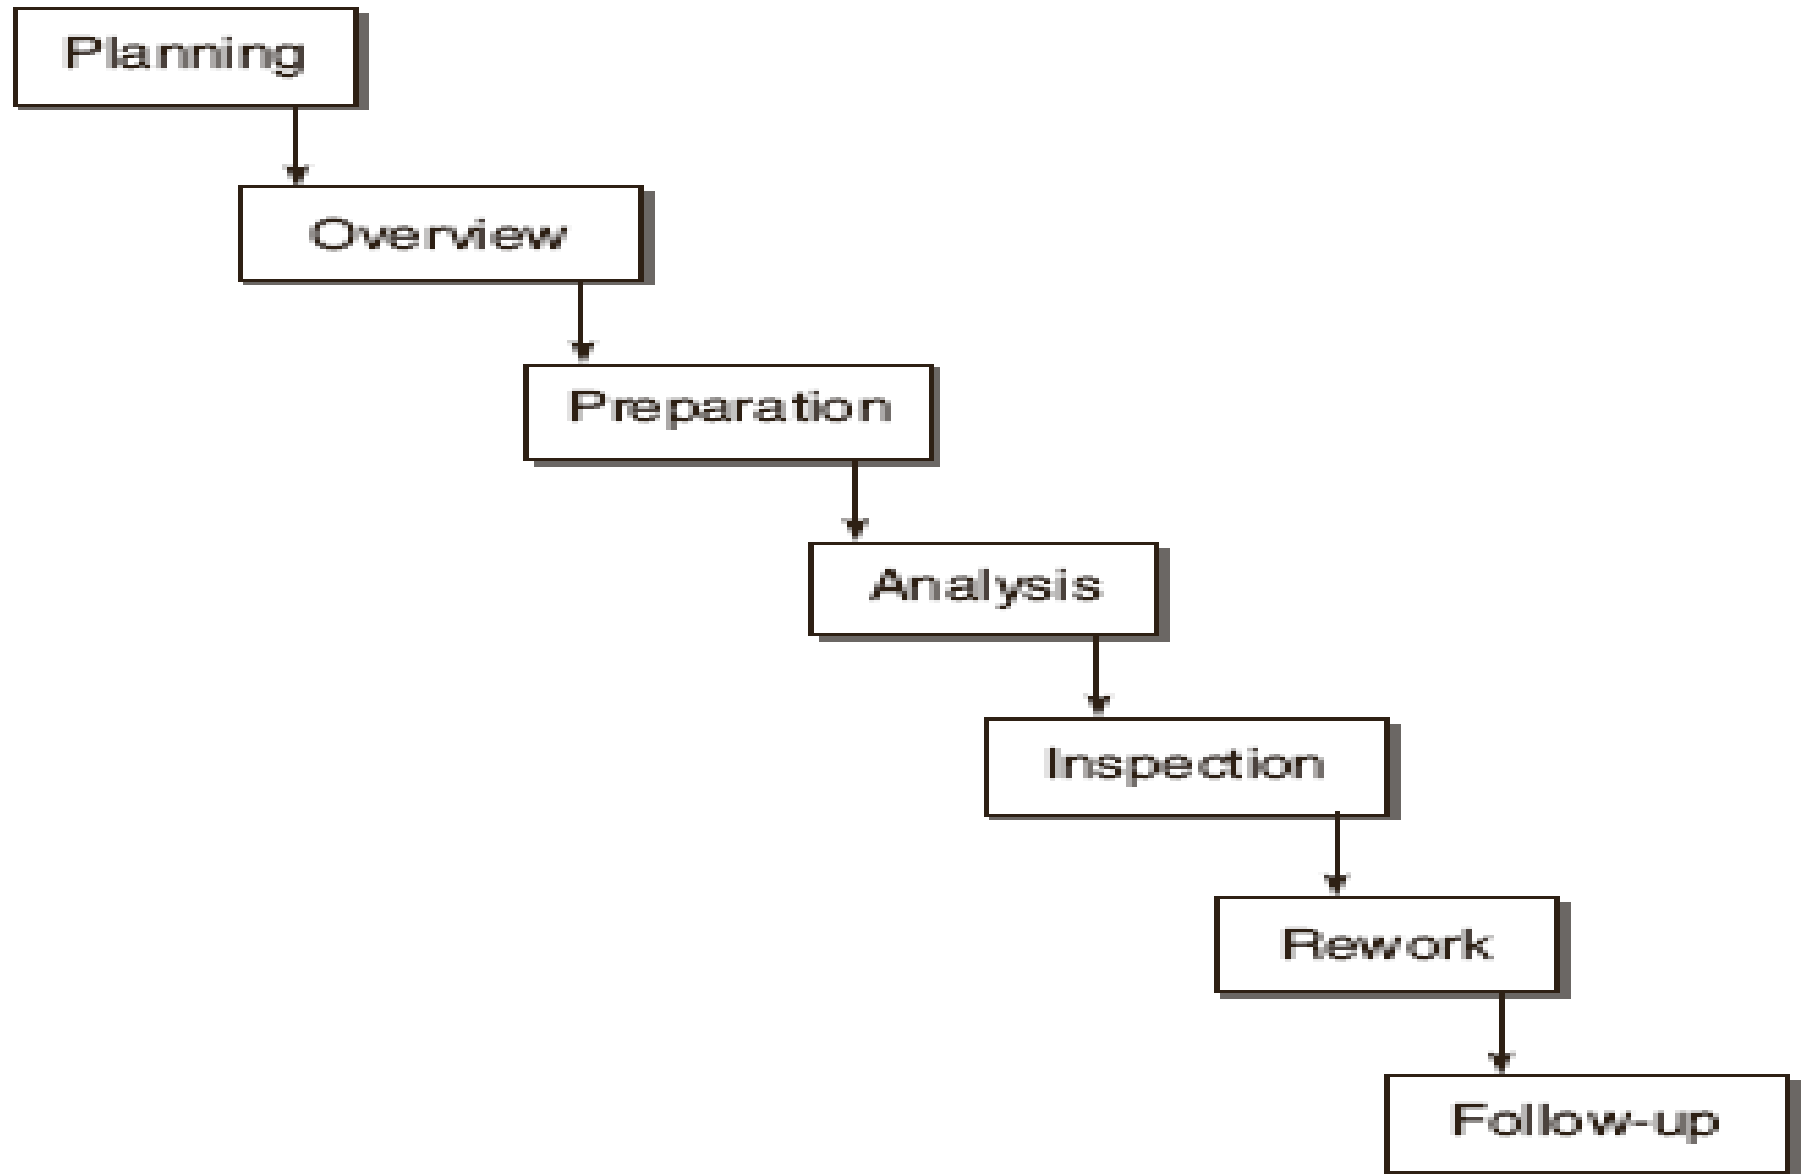 Planning
Overview
Preparation
Analysis
Inspection
Rework
Follow-up